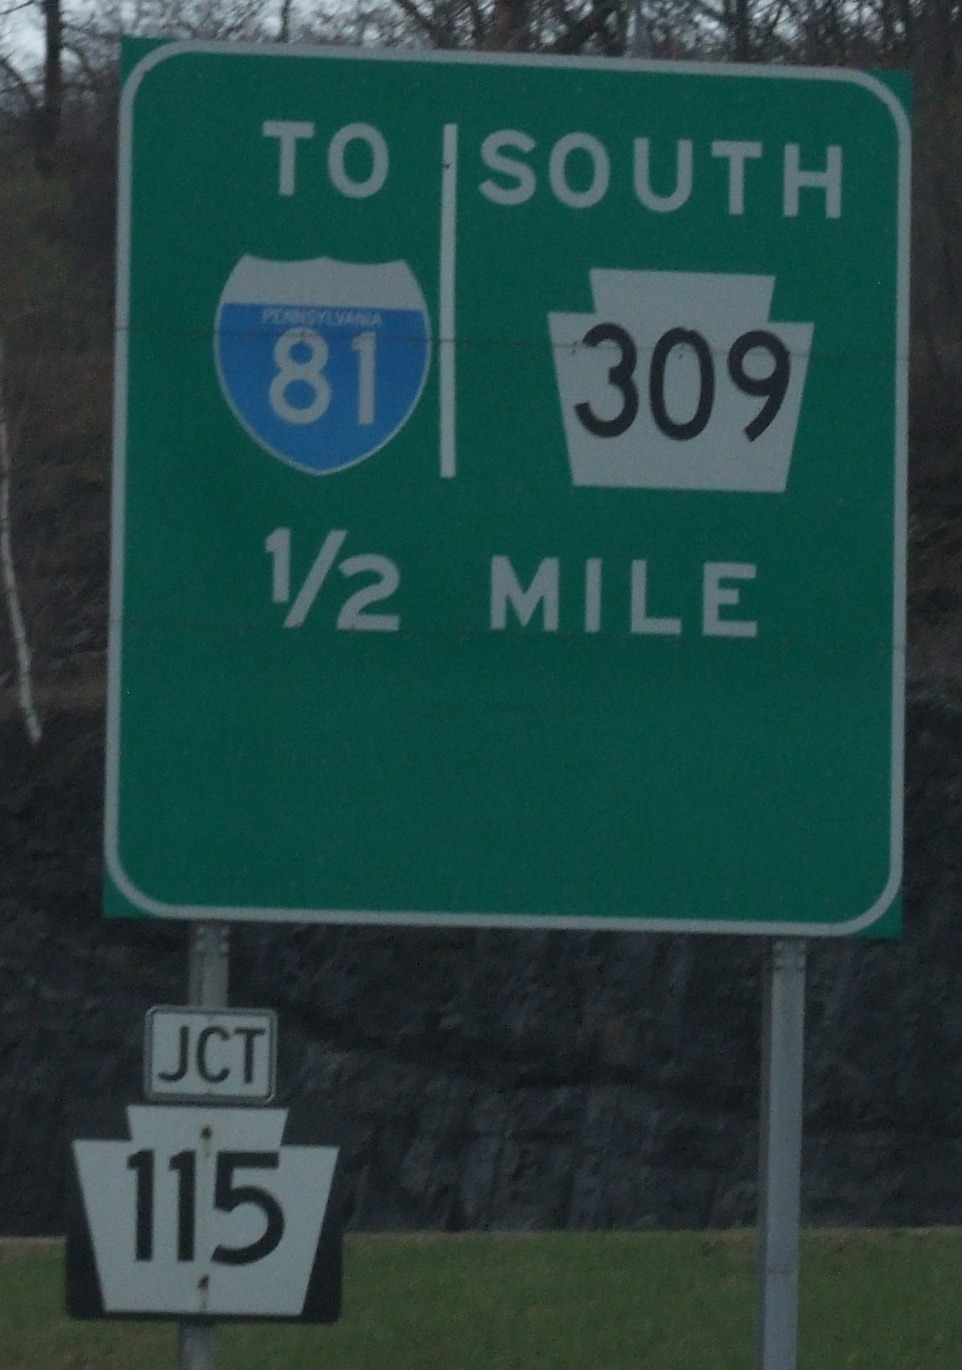 TO SOUTH
PENNSYLVANIA
81 309
1/2 MILE
JCT
115